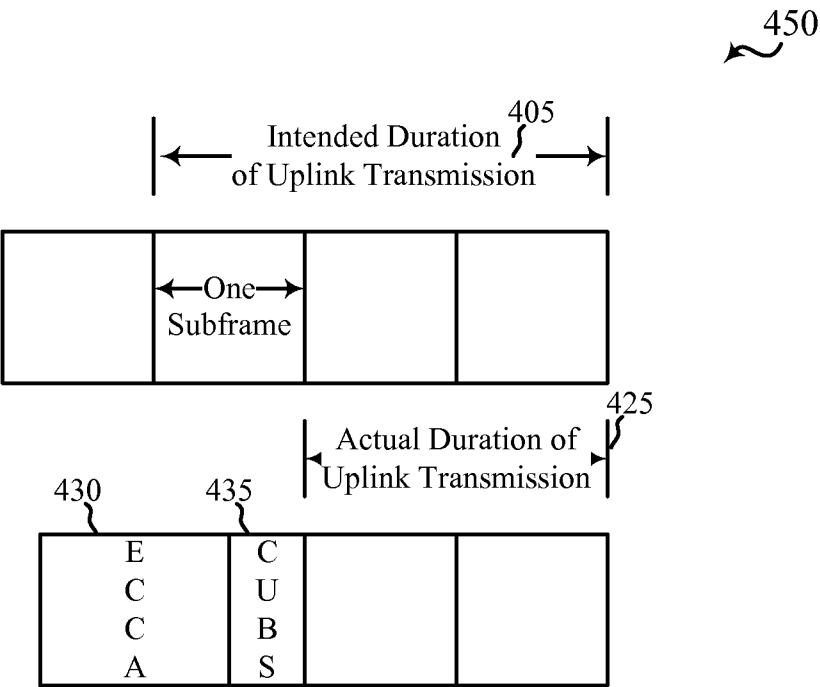 450
405
Intended Duration
of Uplink Transmission
One
Subframe
425
Actual Duration of
Uplink Transmission
430
435
E
C
C
A
C
U
B
S